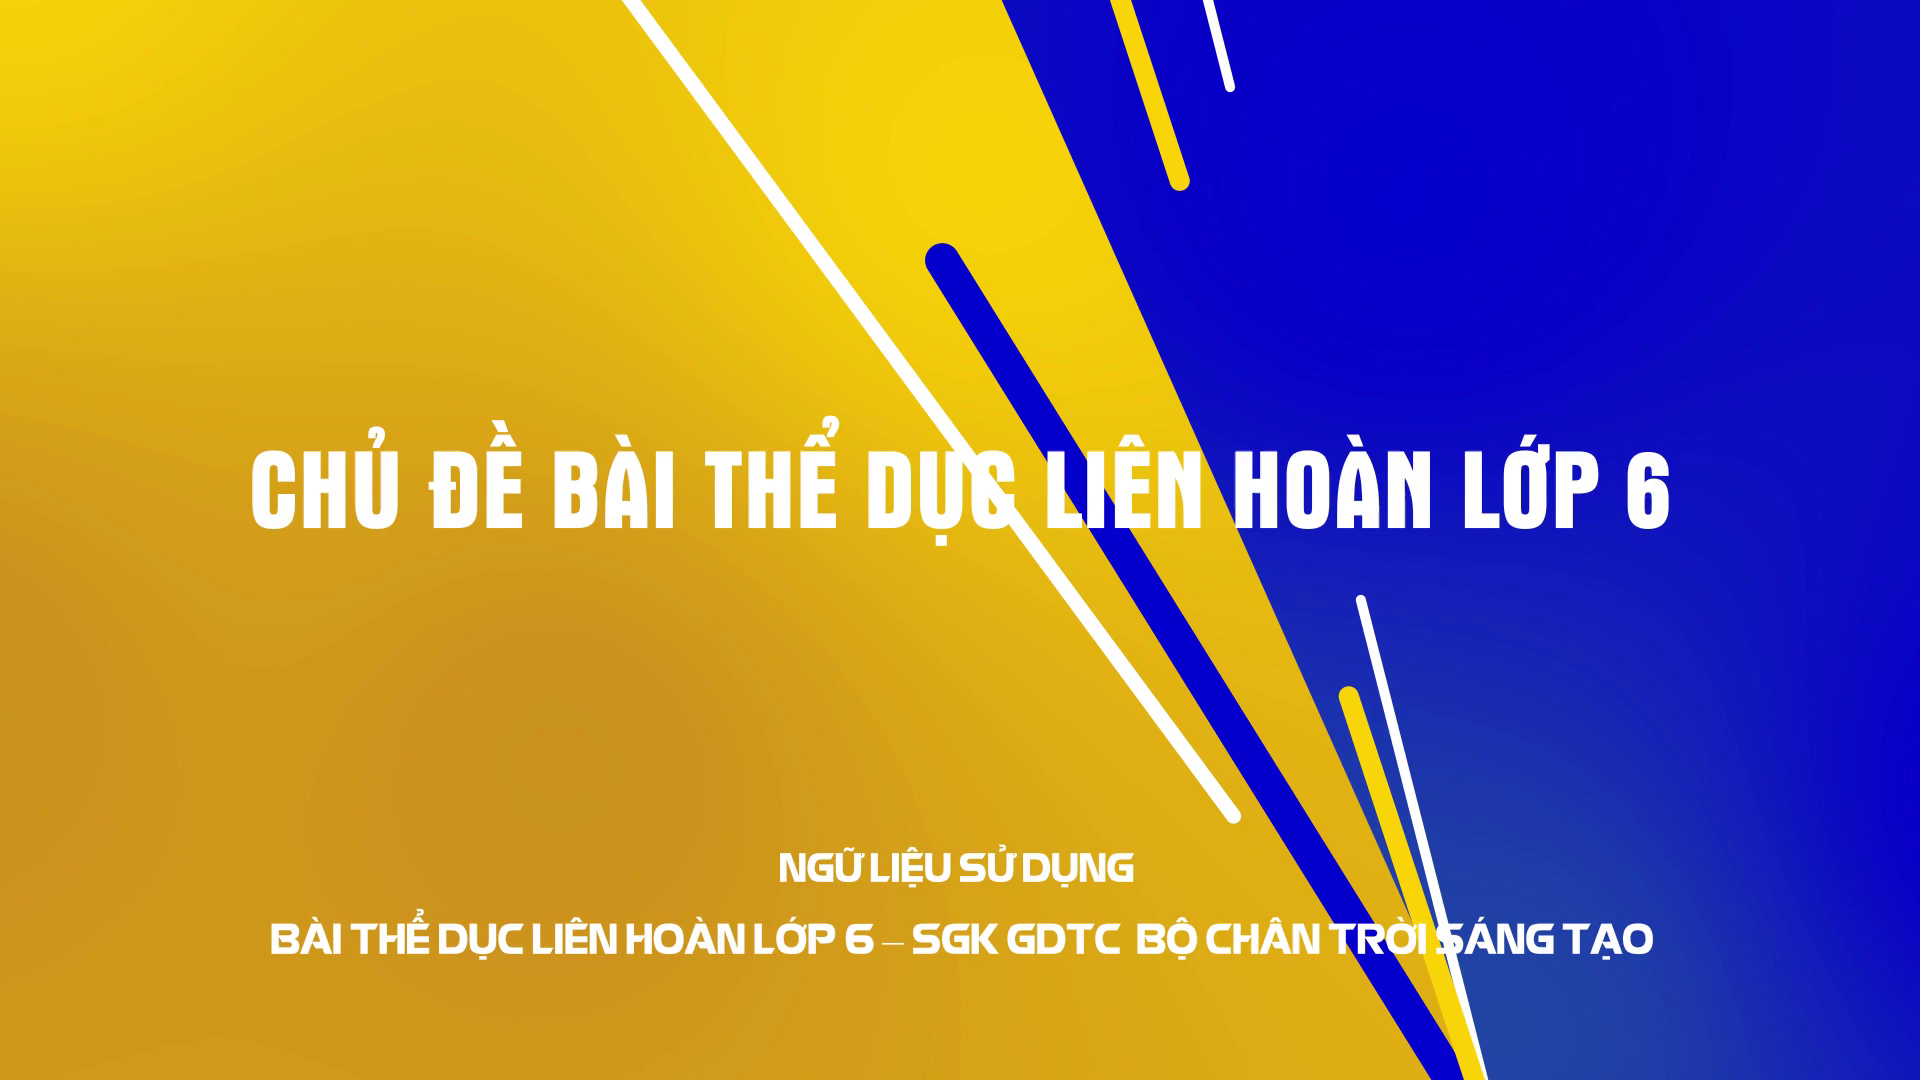 CHỦ ĐỀ BÀI THỂ DỤC LIÊN HOÀN LỚP 6
NGỮ LIỆU SỬ DỤNG
BÀI THỂ DỤC LIÊN HOÀN LỚP 6 – SGK GDTC BỘ CHÂN TRỜI SÁNG TẠO